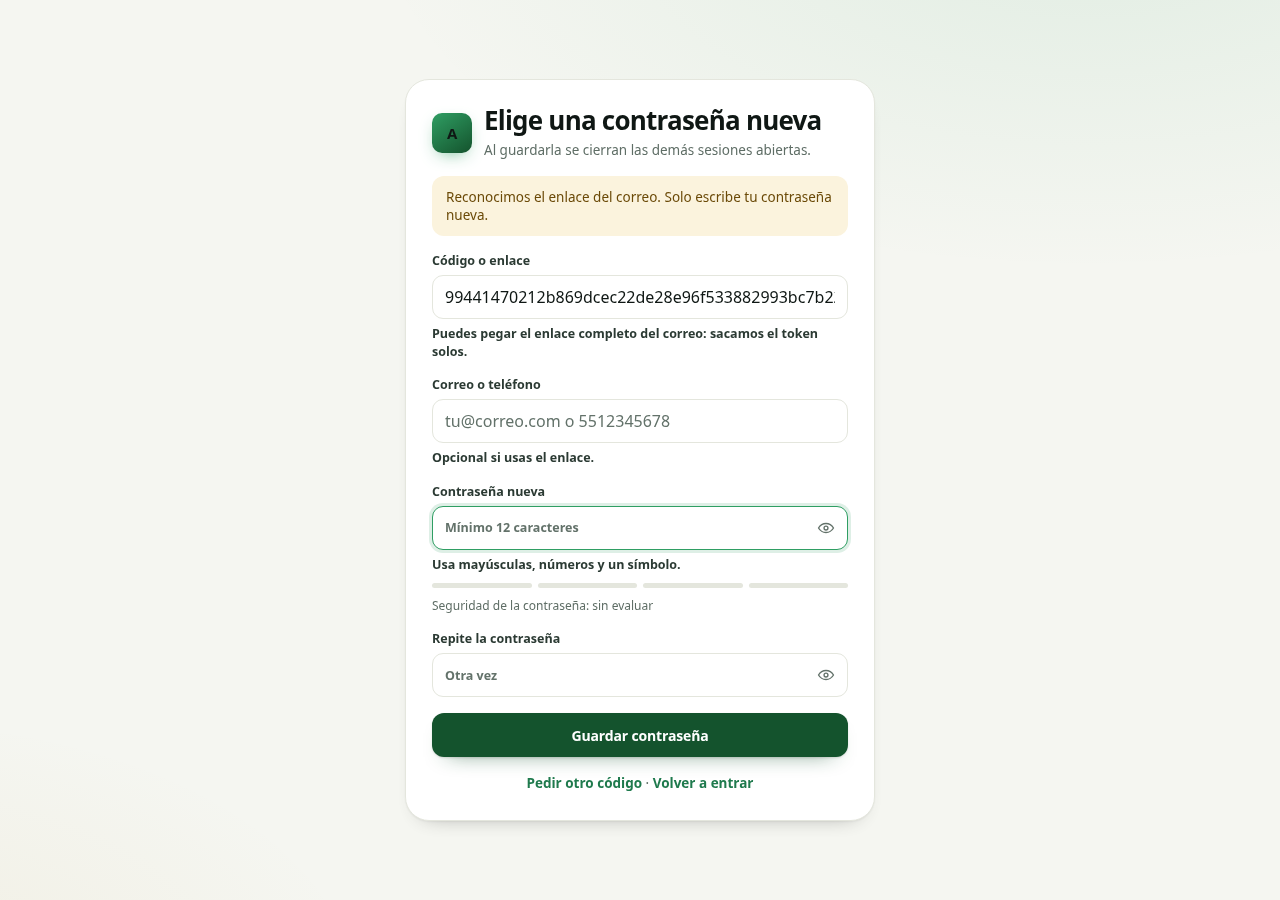 A
Elige una contraseña nueva
Al guardarla se cierran las demás sesiones abiertas.
Reconocimos el enlace del correo. Solo escribe tu contraseña
nueva.
Código o enlace
99441470212b869dcec22de28e96f533882993bc7b2
Puedes pegar el enlace completo del correo: sacamos el token
solos.
Correo o teléfono
tu@correo.com o 5512345678
Opcional si usas el enlace.
Contraseña nueva
Mínimo 12 caracteres
Usa mayúsculas, números y un símbolo.
Seguridad de la contraseña: sin evaluar
Repite la contraseña
Otra vez
Guardar contraseña
Pedir otro código · Volver a entrar